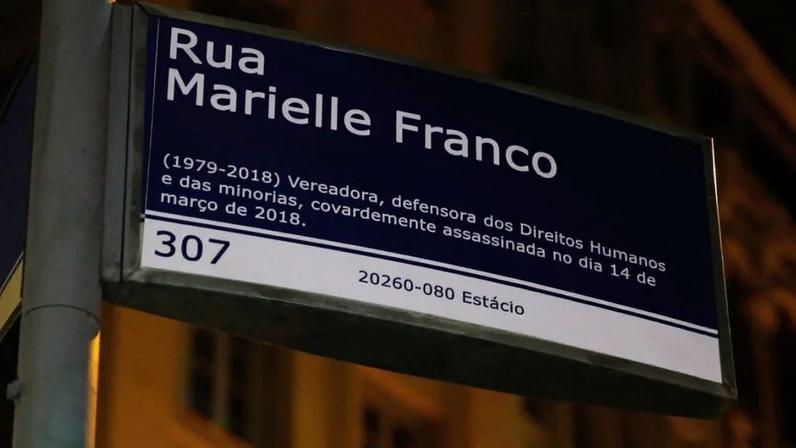 Rua
Marielle Franco
(1979-2018) Vereadora, defensora dos Direitos Humanos
e das minorias, covardemente assassinada no dia 14 de
março de 2018.
307
20260-080 Estácio